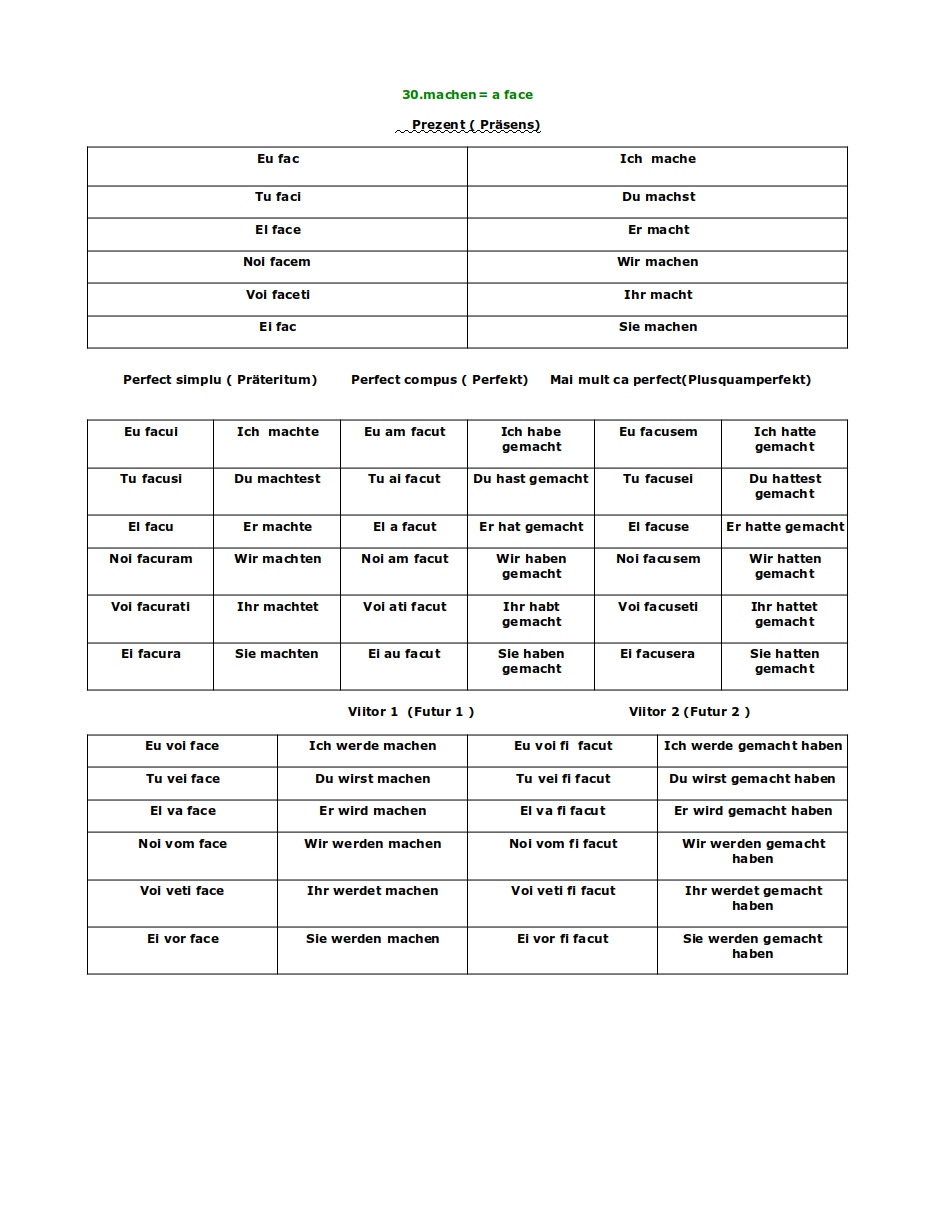 30.machen= a face
Prezent ( Präsens)
Eu fac Ich mache
Tu faci Du machst
El face Er macht
Noi facem Wir machen
Voi faceti Ihr macht
Ei fac Sie machen
Perfect simplu ( Präteritum) Perfect compus ( Perfekt) Mai mult ca perfect(Plusquamperfekt)
Eu facui Ich machte Eu am facut Ich habe Eu facusem Ich hatte
gemacht gemacht
Tu facusi Du machtest Tu ai facut Du hast gemacht Tu facusei Du hattest
gemacht
El facu Er machte El a facut Er hat gemacht El facuse Er hatte gemacht
Noi facuram Wir machten Noi am facut Wir haben Noi facusem Wir hatten
gemacht gemacht
Voi facurati Ihr machtet Voi ati facut Ihr habt Voi facuseti Ihr hattet
gemacht gemacht
Ei facura Sie machten Ei au facut Sie haben Ei facusera Sie hatten
gemacht gemacht
Viitor 1 (Futur 1 ) Viitor 2 (Futur 2 )
Eu voi face Ich werde machen Eu voi fi facut Ich werde gemacht haben
Tu vei face Du wirst machen Tu vei fi facut Du wirst gemacht haben
El va face Er wird machen El va fi facut Er wird gemacht haben
Noi vom face Wir werden machen Noi vom fi facut Wir werden gemacht
haben
Voi veti face Ihr werdet machen Voi veti fi facut Ihr werdet gemacht
haben
Ei vor face Sie werden machen Ei vor fi facut Sie werden gemacht
haben